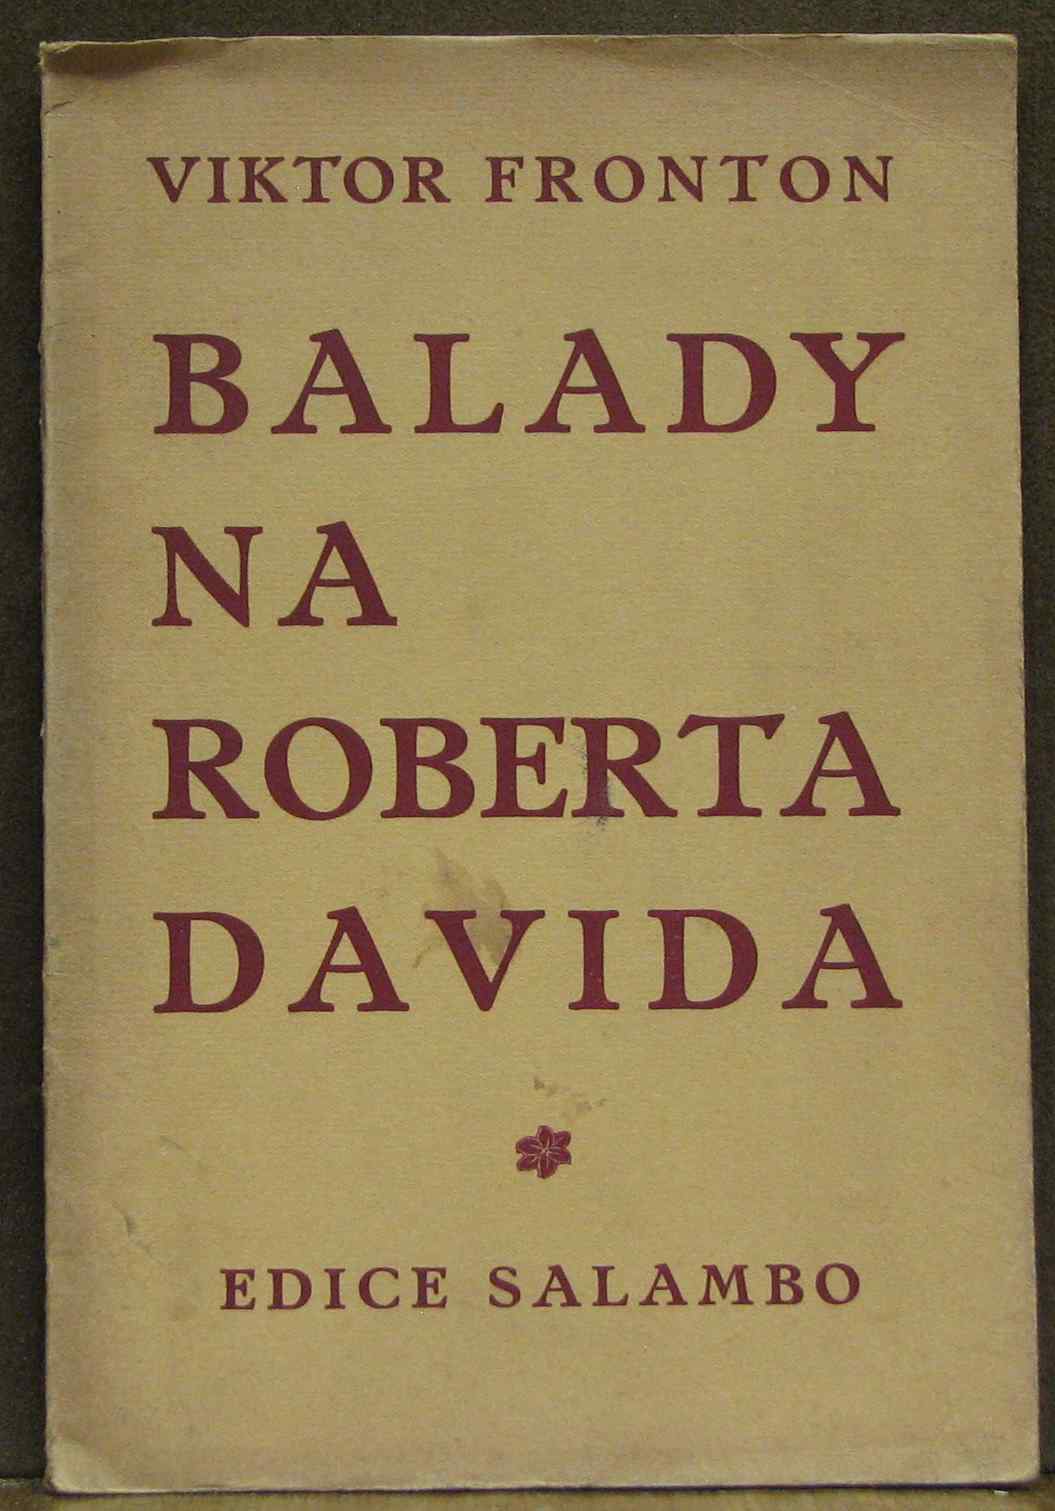 VIKTOR FRONTON
BALADY
NA
ROBERTA
DAVIDA
EDICE SALAMBO